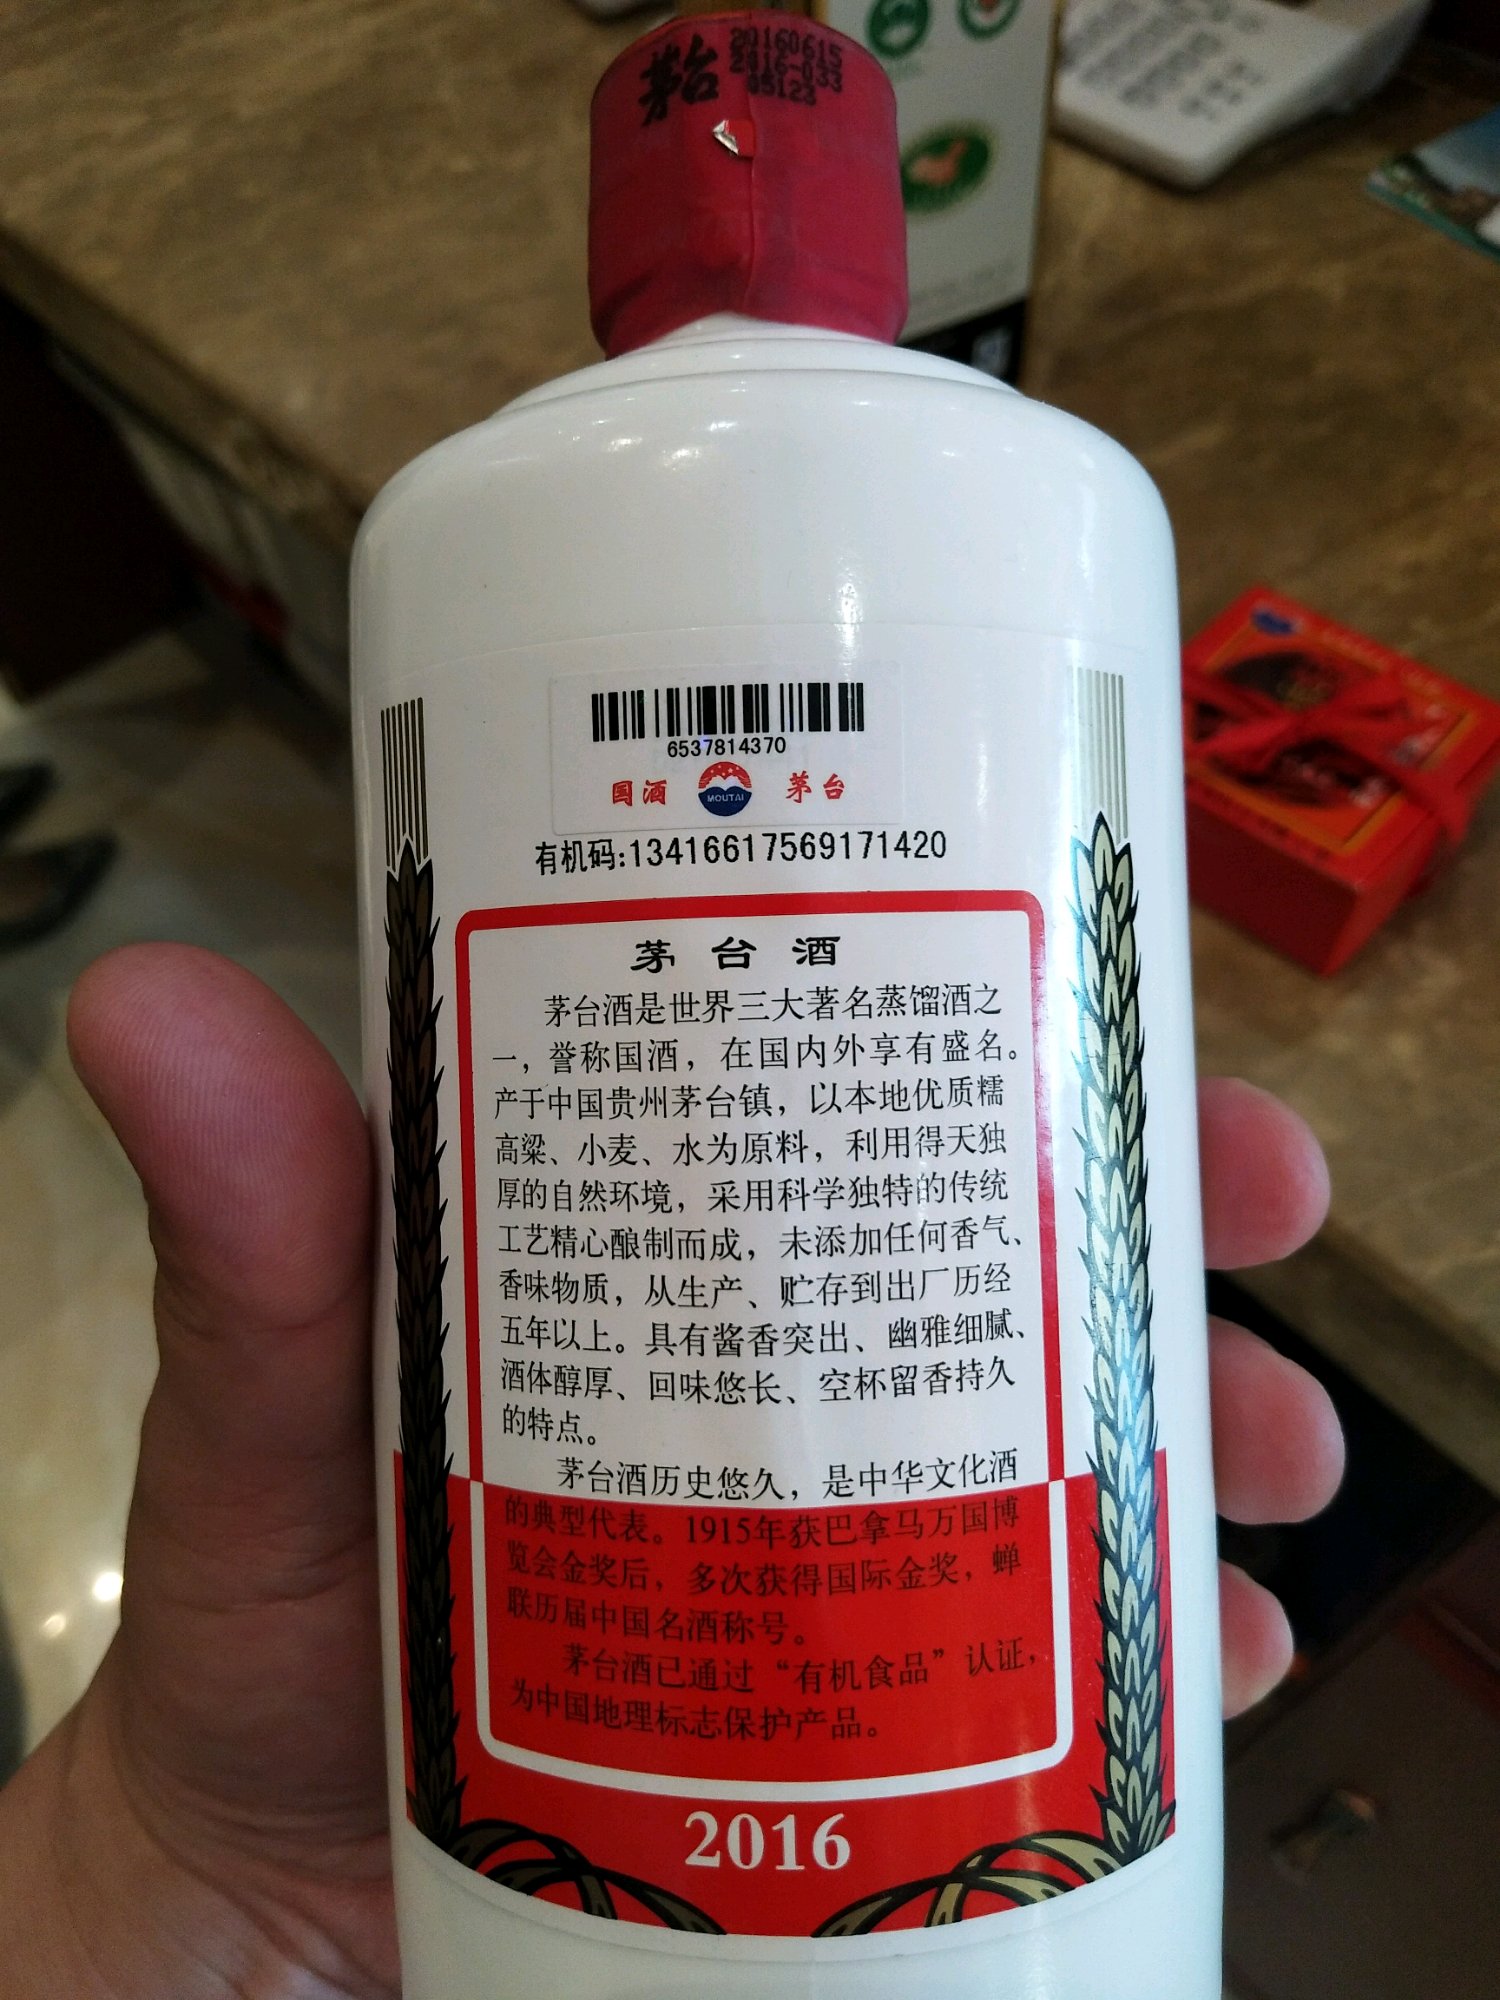 茅台
20160615
2016-033
05123
6537814370
国酒 MOUTAI 茅台
有机码:13416617569171420
茅台酒
茅台酒是世界三大著名蒸馏酒之
一，誉称国酒，在国内外享有盛名。
产于中国贵州茅台镇，以本地优质糯
高粱、小麦、水为原料，利用得天独
厚的自然环境，采用科学独特的传统
工艺精心酿制而成，未添加任何香气、
香味物质，从生产、贮存到出厂历经
五年以上。具有酱香突出、幽雅细腻、
酒体醇厚、回味悠长、空杯留香持久
的特点。
茅台酒历史悠久，是中华文化酒
的典型代表。1915年获巴拿马万国博
览会金奖后，多次获得国际金奖，蝉
联历届中国名酒称号。
茅台酒已通过“有机食品”认证，
为中国地理标志保护产品。
2016